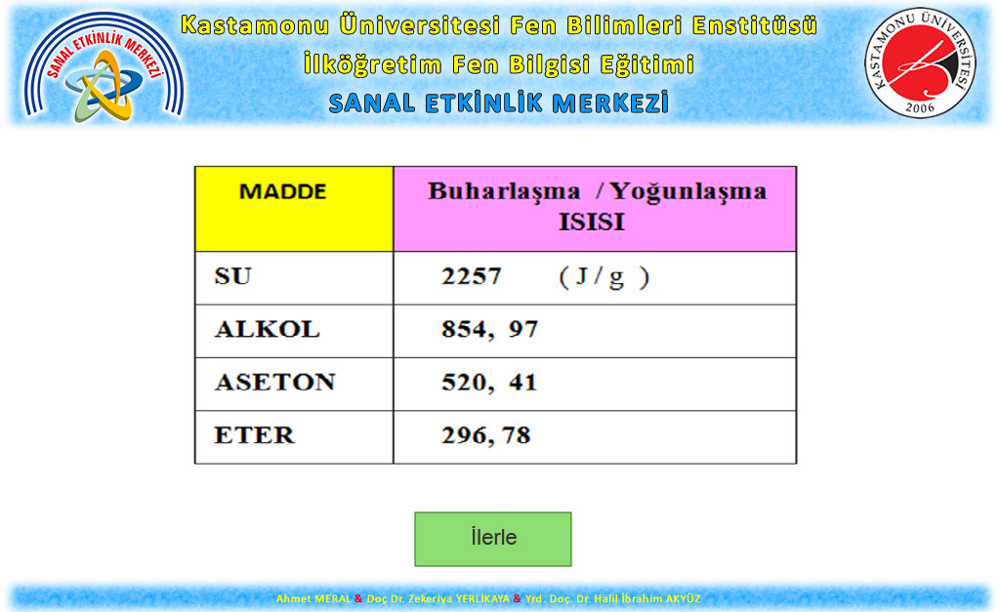 Kastamonu Üniversitesi Fen Bilimleri Enstitüsü
İlköğretim Fen Bilgisi Eğitimi
SANAL ETKİNLİK MERKEZİ
SANAL ETKİNLİK MERKEZİ
KASTAMONU ÜNİVERSİTESİ
2006
MADDE
Buharlaşma / Yoğunlaşma
ISISI
SU 2257 ( J / g )
ALKOL 854, 97
ASETON 520, 41
ETER 296, 78
İlerle
Ahmet MERAL & Doç Dr. Zekeriya YERLİKAYA & Yrd. Doç. Dr. Halil İbrahim AKYÜZ